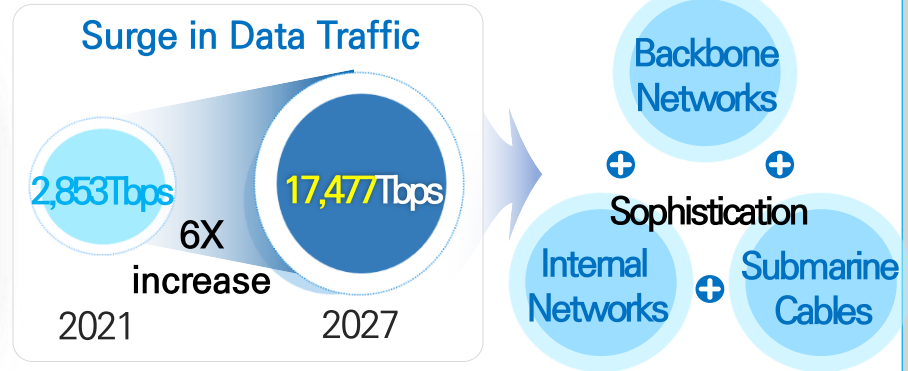 Surge in Data Traffic
2,853Tbps
17,477Tbps
6X
increase
2021
2027
Backbone
Networks
Sophistication
Internal
Networks
Submarine
Cables